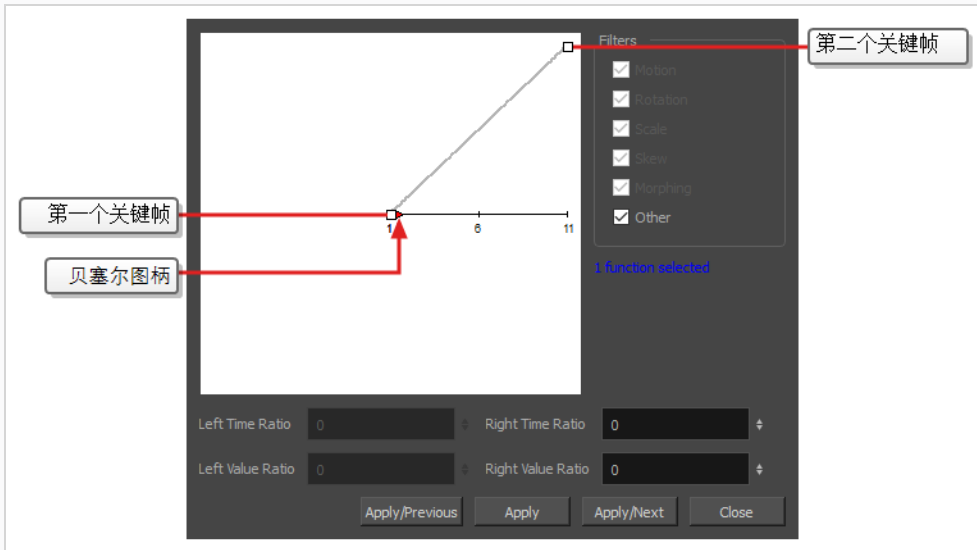 Filters
第二个关键帧
Motion
Rotation
Scale
Skew
Morphing
Other
第一个关键帧
1
6
11
贝塞尔图柄
1 function selected
Left Time Ratio 0 Right Time Ratio 0
Left Value Ratio 0 Right Value Ratio 0
Apply/Previous Apply Apply/Next Close